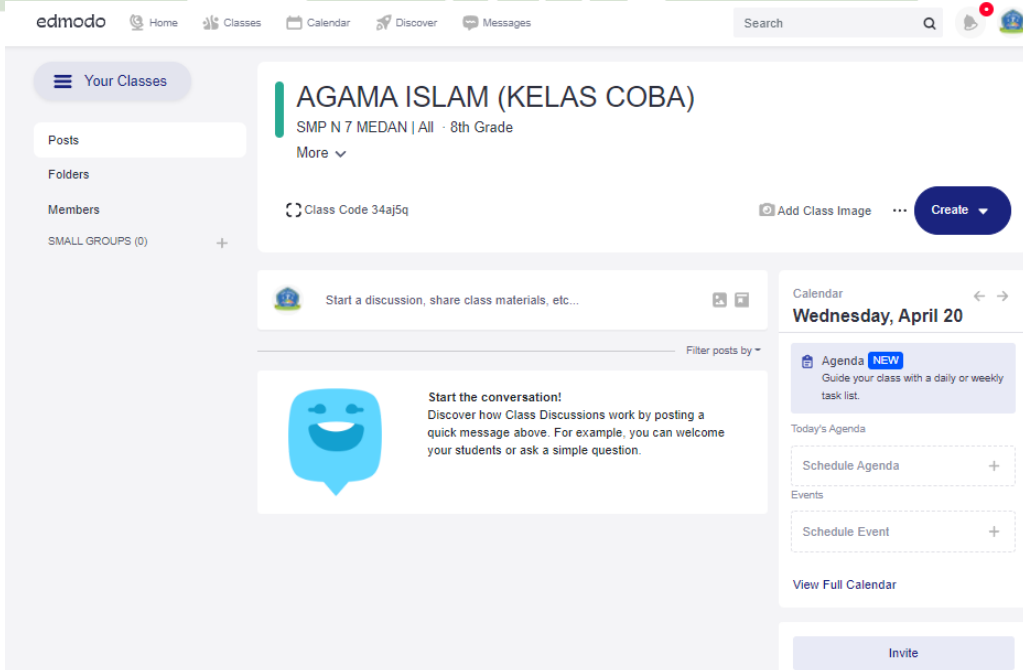 edmodo Home Classes Calendar Discover Messages Search
Your Classes
Posts
Folders
Members
SMALL GROUPS (0) +
AGAMA ISLAM (KELAS COBA)
SMP N 7 MEDAN | All · 8th Grade
More
Class Code 34aj5q
Add Class Image ... Create
Start a discussion, share class materials, etc...
Filter posts by
Start the conversation!
Discover how Class Discussions work by posting a
quick message above. For example, you can welcome
your students or ask a simple question.
Calendar ← →
Wednesday, April 20
Agenda NEW
Guide your class with a daily or weekly
task list.
Today's Agenda
Schedule Agenda +
Events
Schedule Event +
View Full Calendar
Invite